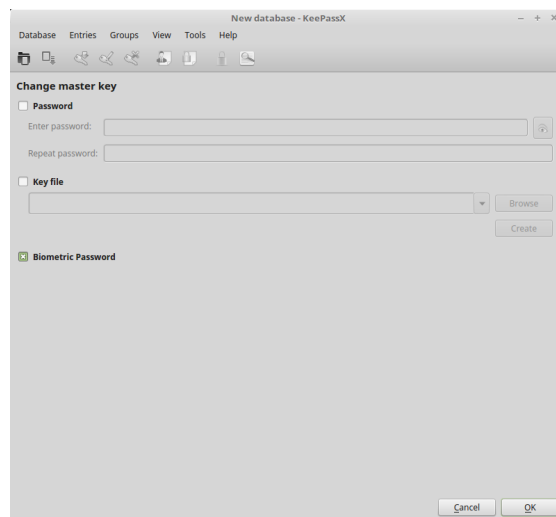 New database - KeePassX
Database Entries Groups View Tools Help
Change master key
Password
Enter password:
Repeat password:
Key file
Browse
Create
Biometric Password
Cancel OK